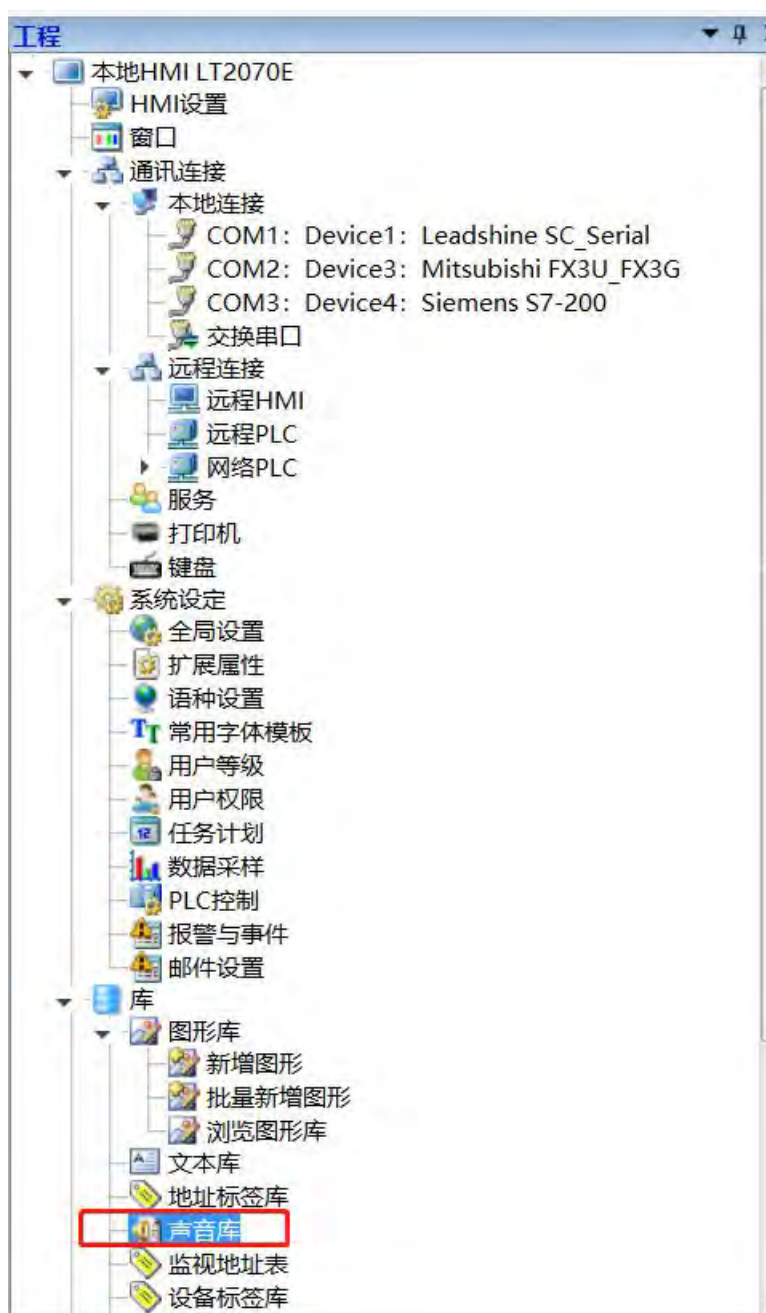 工程
本地HMI LT2070E
HMI设置
窗口
通讯连接
本地连接
COM1: Device1: Leadshine SC_Serial
COM2: Device3: Mitsubishi FX3U_FX3G
COM3: Device4: Siemens S7-200
交换串口
远程连接
远程HMI
远程PLC
网络PLC
服务
打印机
键盘
系统设定
全局设置
扩展属性
语种设置
常用字体模板
用户等级
用户权限
任务计划
数据采样
PLC控制
报警与事件
邮件设置
库
图形库
新增图形
批量新增图形
浏览图形库
文本库
地址标签库
声音库
监视地址表
设备标签库